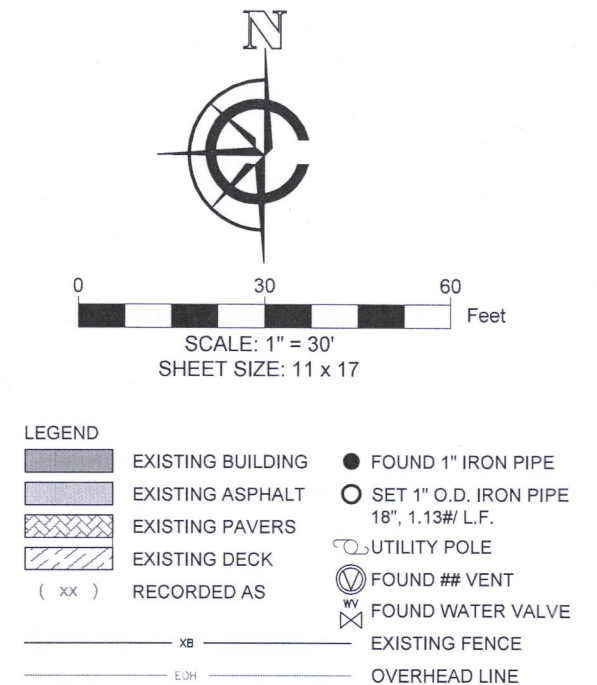 N
0 30 60
Feet
SCALE: 1" = 30'
SHEET SIZE: 11 x 17
LEGEND
EXISTING BUILDING
EXISTING ASPHALT
EXISTING PAVERS
EXISTING DECK
( XX ) RECORDED AS
FOUND 1" IRON PIPE
SET 1" O.D. IRON PIPE
18", 1.13#/ L.F.
UTILITY POLE
V FOUND ## VENT
WV
FOUND WATER VALVE
XB EXISTING FENCE
EOH OVERHEAD LINE